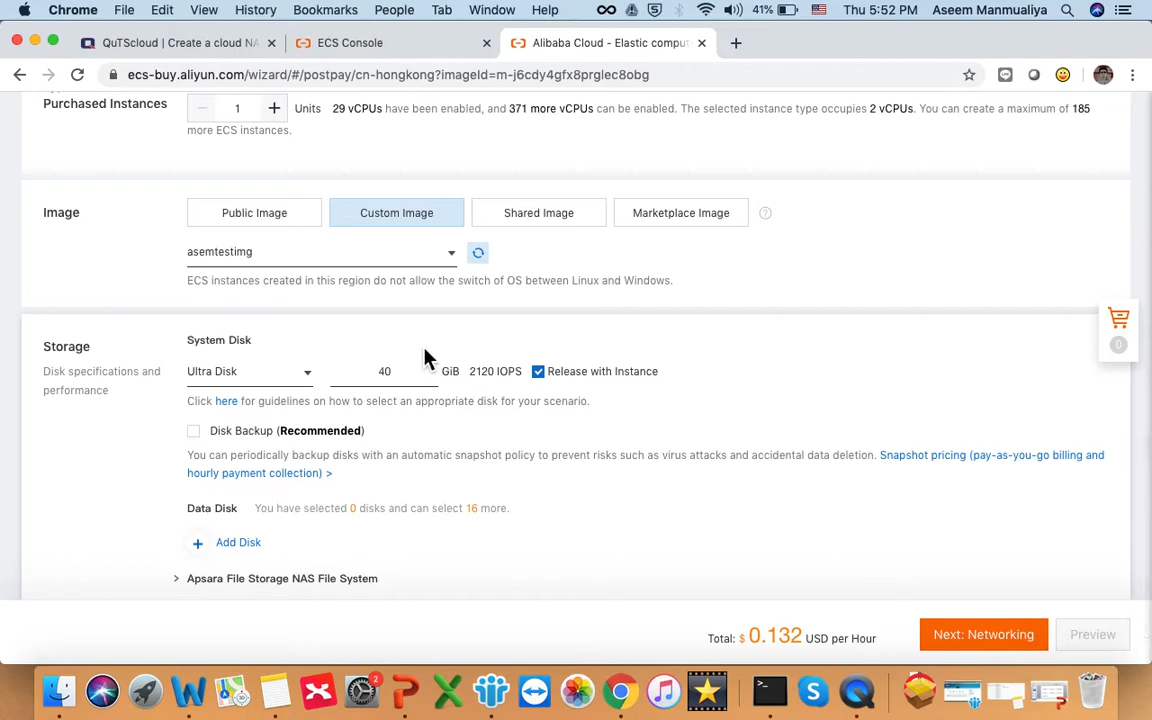 Chrome File Edit View History Bookmarks People Tab Window Help 41% Thu 5:52 PM Aseem Manmualiya
QuTScloud | Create a cloud NA
ECS Console
Alibaba Cloud - Elastic comput
ecs-buy.aliyun.com/wizard/#/postpay/cn-hongkong?imageId=m-j6cdy4gfx8prglec8obg
Purchased Instances
1
Units 29 vCPUs have been enabled, and 371 more vCPUs can be enabled. The selected instance type occupies 2 vCPUs. You can create a maximum of 185
more ECS instances.
Image
Public Image
Custom Image
Shared Image
Marketplace Image
asemtestimg
ECS instances created in this region do not allow the switch of OS between Linux and Windows.
Storage
Disk specifications and
performance
System Disk
Ultra Disk
40
GiB 2120 IOPS
Release with Instance
Click here for guidelines on how to select an appropriate disk for your scenario.
Disk Backup (Recommended)
You can periodically backup disks with an automatic snapshot policy to prevent risks such as virus attacks and accidental data deletion. Snapshot pricing (pay-as-you-go billing and
hourly payment collection) >
Data Disk You have selected 0 disks and can select 16 more.
+ Add Disk
> Apsara File Storage NAS File System
0
Total: $ 0.132 USD per Hour
Next: Networking
Preview
2